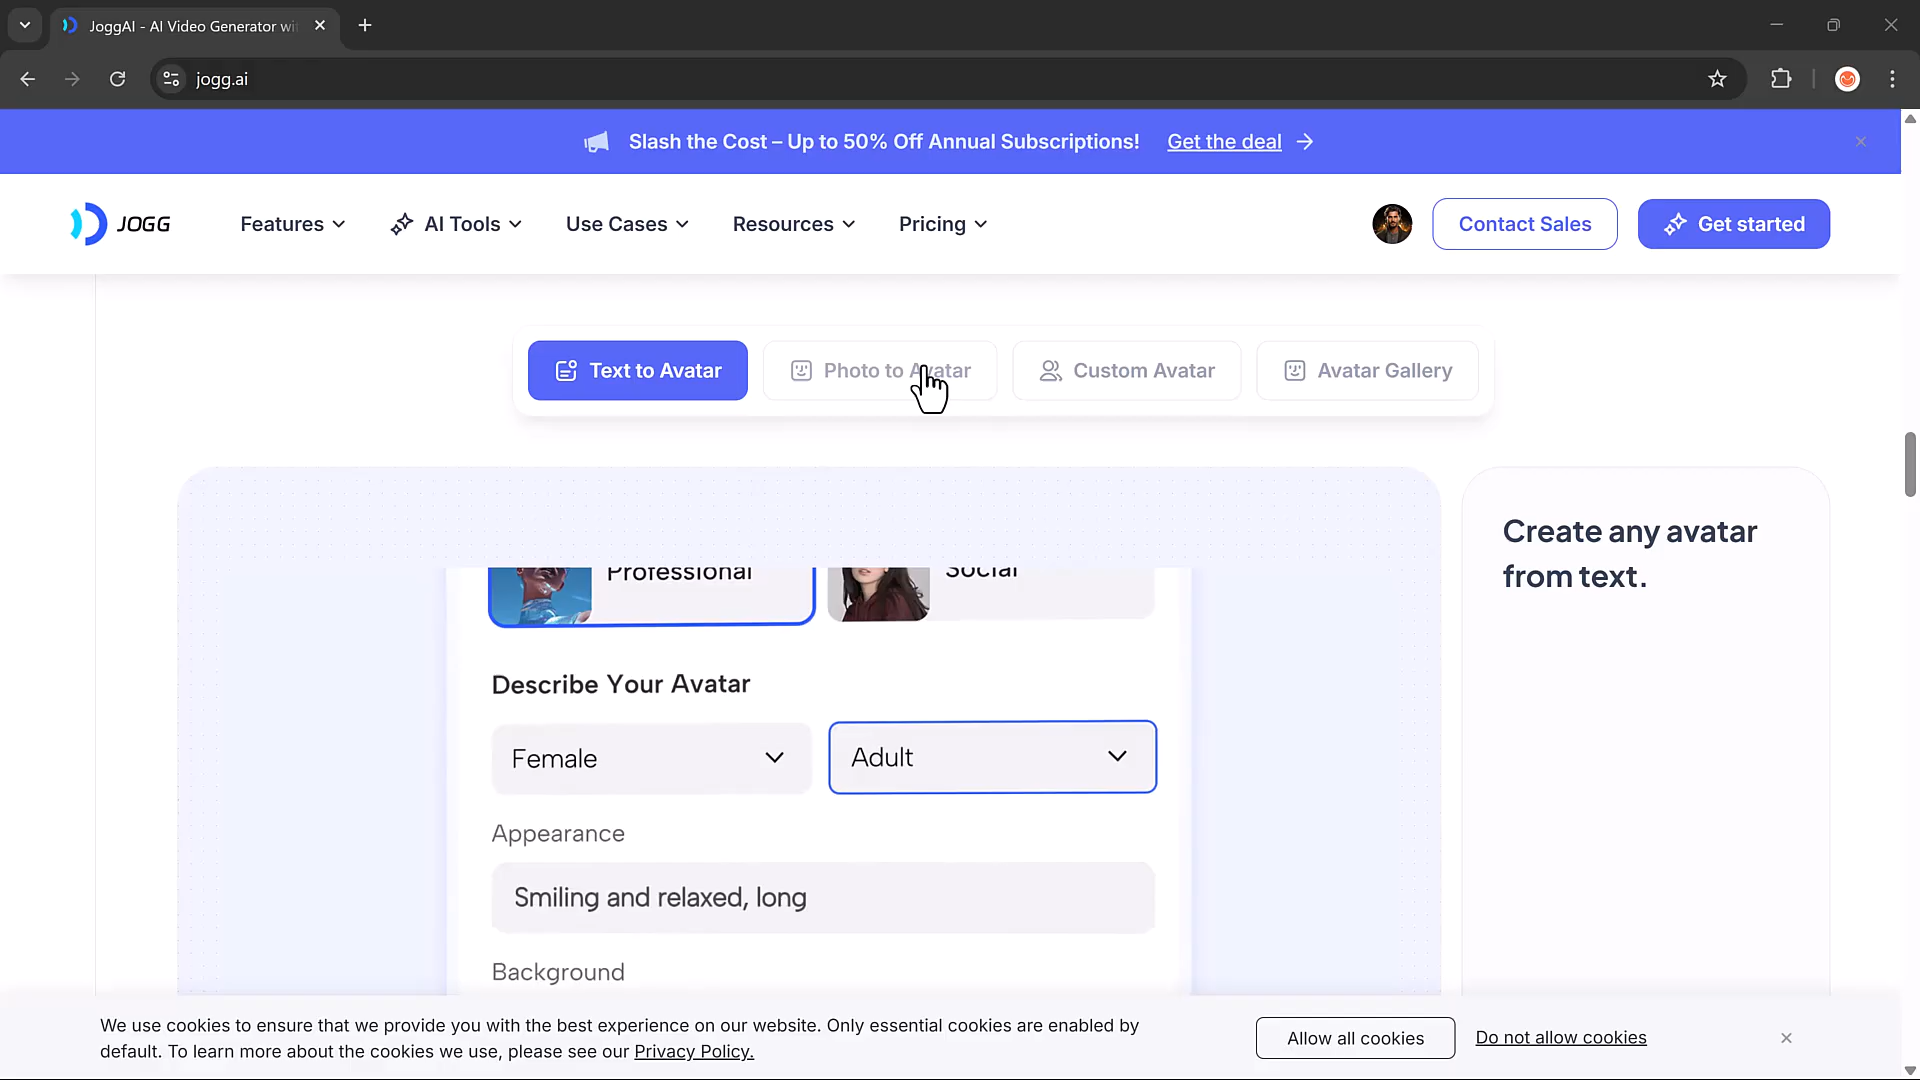 JoggAI - AI Video Generator wi
jogg.ai
Slash the Cost – Up to 50% Off Annual Subscriptions! Get the deal →
JOGG
Features
AI Tools
Use Cases
Resources
Pricing
Contact Sales
Get started
Text to Avatar
Photo to Avatar
Custom Avatar
Avatar Gallery
Professional
Social
Describe Your Avatar
Female
Adult
Appearance
Smiling and relaxed, long
Background
Create any avatar
from text.
We use cookies to ensure that we provide you with the best experience on our website. Only essential cookies are enabled by
default. To learn more about the cookies we use, please see our Privacy Policy.
Allow all cookies
Do not allow cookies